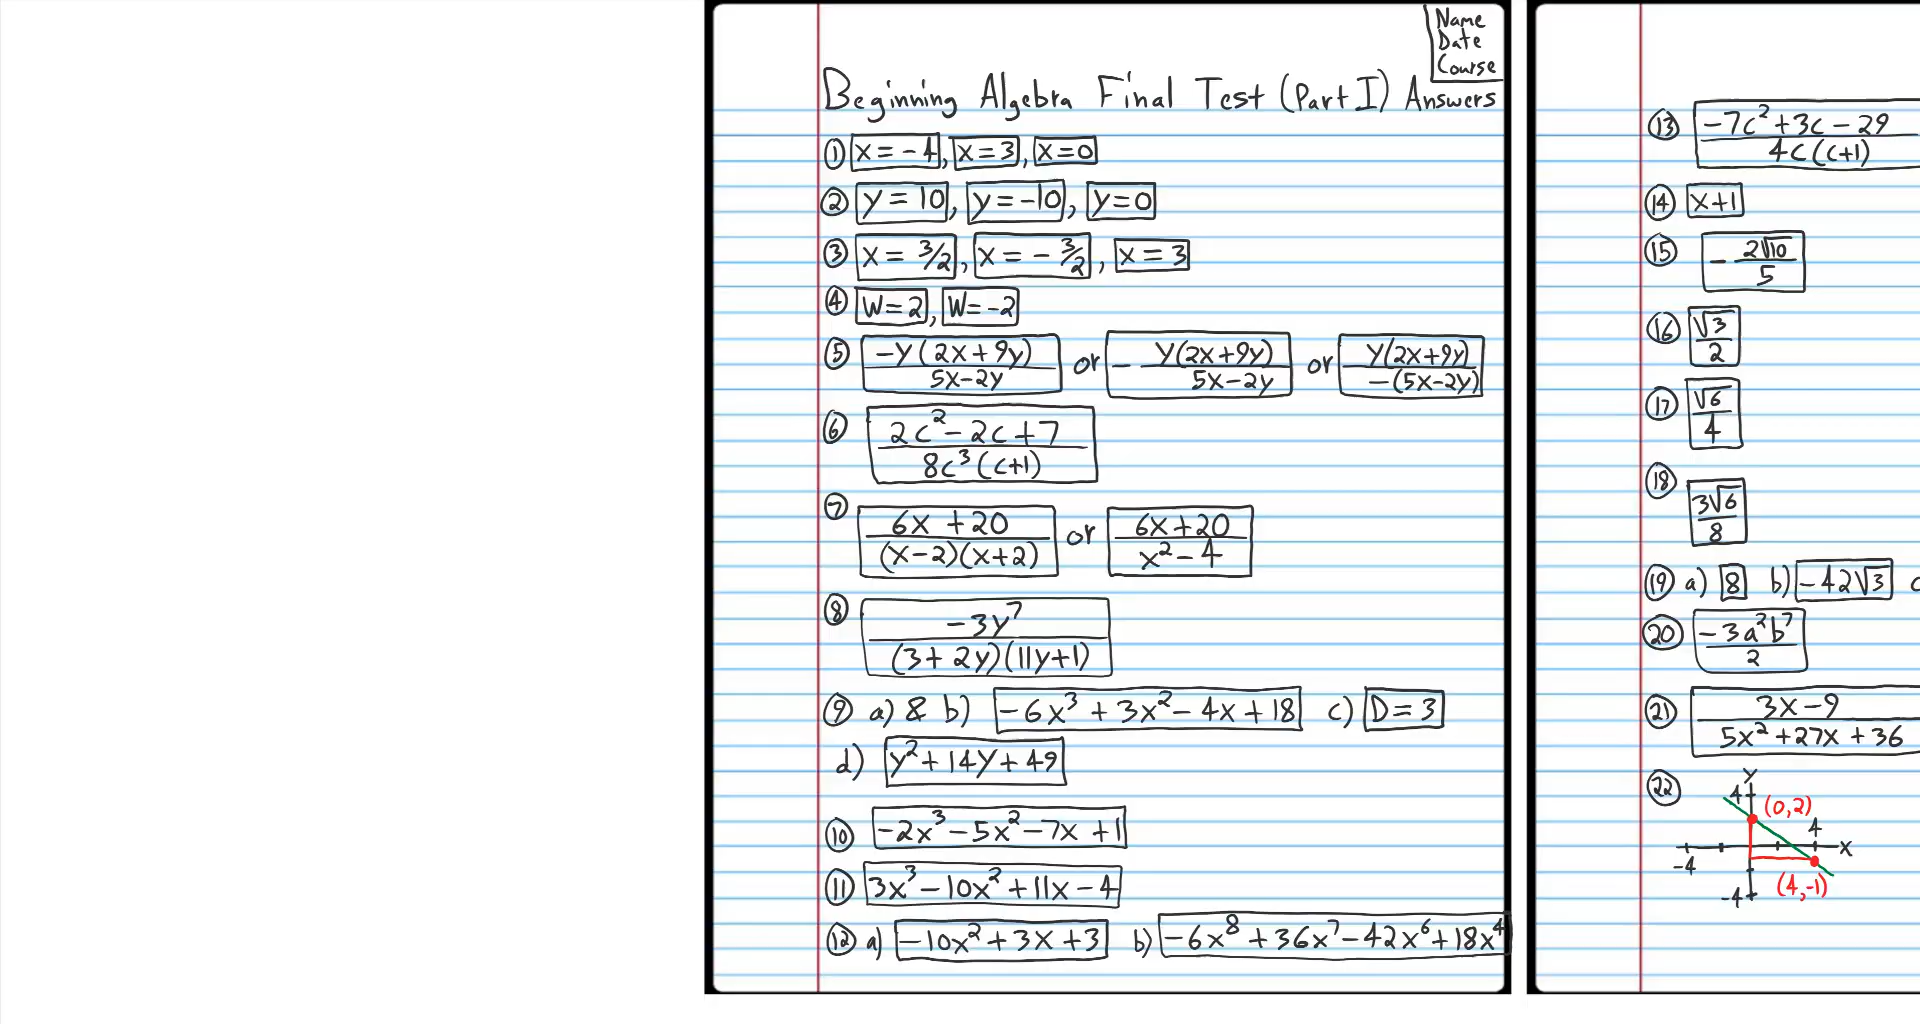 Name
Date
Course
Beginning Algebra Final Test (Part I) Answers
① x = -4, x = 3, x = 0
② y = 10, y = -10, y = 0
③ x = 3/2, x = -3/2, x = 3
④ W = 2, W = -2
⑤ -y(2x+9y)/(5x-2y) or -y(2x+9y)/(5x-2y) or y(2x+9y)/-(5x-2y)
⑥ (2c² - 2c + 7)/(8c³(c+1))
⑦ (6x + 20)/((x-2)(x+2)) or (6x+20)/(x² - 4)
⑧ -3y⁷/((3 + 2y)(11y+1))
⑨ a) & b) -6x³ + 3x² - 4x + 18 c) D = 3
d) y² + 14y + 49
⑩ -2x³ - 5x² - 7x + 1
⑪ 3x³ - 10x² + 11x - 4
⑫ a) -10x² + 3x + 3 b) -6x⁸ + 36x⁷ - 42x⁶ + 18x⁴
⑬ (-7c² + 3c - 29)/(4c(c+1))
⑭ x+1
⑮ -2√10/5
⑯ √3/2
⑰ √6/4
⑱ 3√6/8
⑲ a) 8 b) -42√3 c
⑳ -3a²b⁷/2
㉑ (3x - 9)/(5x² + 27x + 36)
㉒ y
4 (0,2)
4
-4 x
(4,-1)
-4